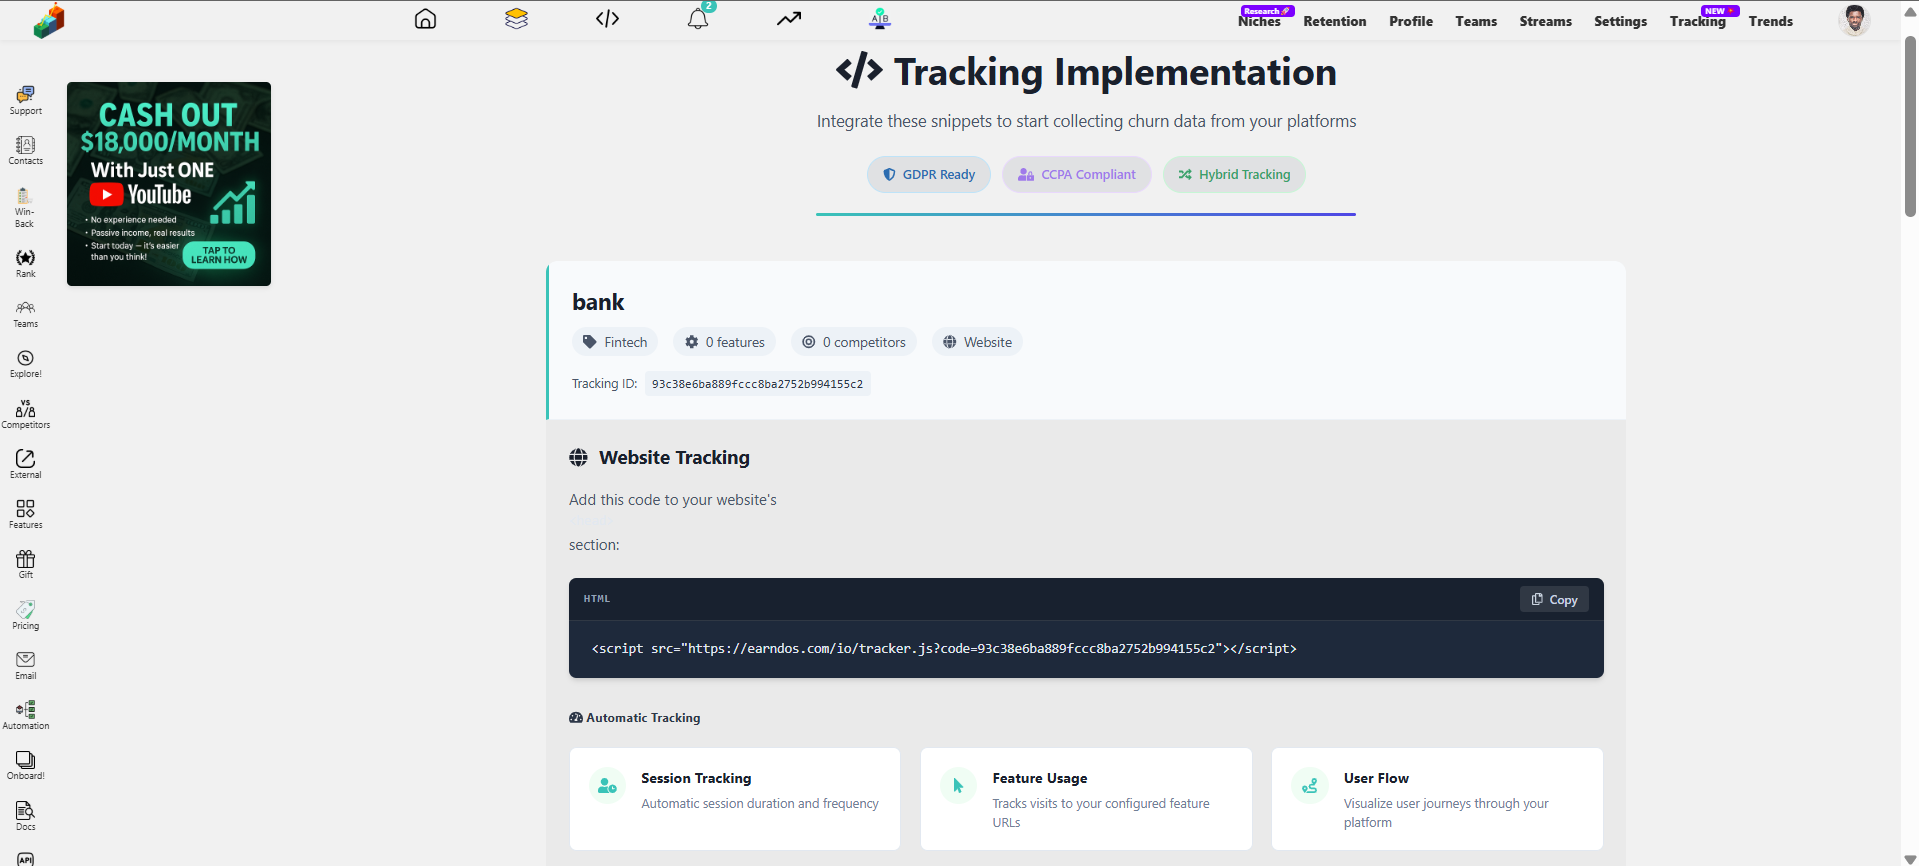 2
A|B
Research 🚀
Niches
Retention
Profile
Teams
Streams
Settings
NEW
Tracking
Trends
Support
Contacts
Win-
Back
Rank
Teams
Explore!
VS
Competitors
External
Features
Gift
Pricing
Email
Automation
Onboard!
Docs
API
CASH OUT
$18,000/MONTH
With Just ONE
YouTube
• No experience needed
• Passive income, real results
• Start today — it's easier
than you think!
TAP TO
LEARN HOW
</> Tracking Implementation
Integrate these snippets to start collecting churn data from your platforms
GDPR Ready
CCPA Compliant
Hybrid Tracking
bank
Fintech
0 features
0 competitors
Website
Tracking ID: 93c38e6ba889fccc8ba2752b994155c2
Website Tracking
Add this code to your website's
section:
HTML
Copy
<script src="https://earndos.com/io/tracker.js?code=93c38e6ba889fccc8ba2752b994155c2"></script>
Automatic Tracking
Session Tracking
Automatic session duration and frequency
Feature Usage
Tracks visits to your configured feature
URLs
User Flow
Visualize user journeys through your
platform